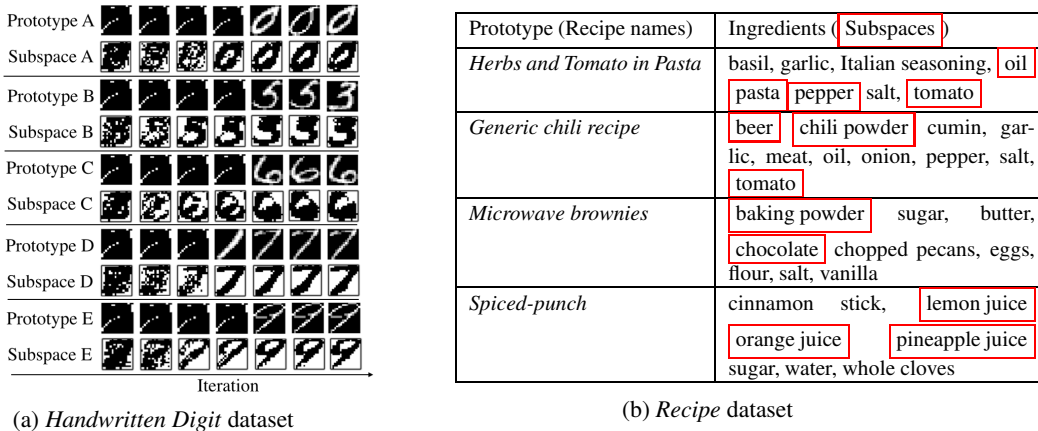 Prototype A
Subspace A
Prototype B
Subspace B
Prototype C
Subspace C
Prototype D
Subspace D
Prototype E
Subspace E
Iteration
(a) Handwritten Digit dataset
Prototype (Recipe names)
Ingredients ( Subspaces )
Herbs and Tomato in Pasta
basil, garlic, Italian seasoning, oil
pasta pepper salt, tomato
Generic chili recipe
beer chili powder cumin, gar-
lic, meat, oil, onion, pepper, salt,
tomato
Microwave brownies
baking powder sugar, butter,
chocolate chopped pecans, eggs,
flour, salt, vanilla
Spiced-punch
cinnamon stick, lemon juice
orange juice pineapple juice
sugar, water, whole cloves
(b) Recipe dataset